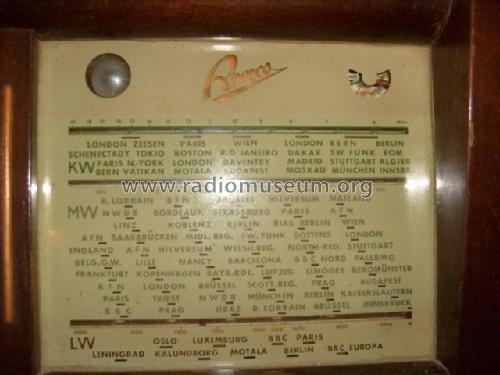 LONDON ZEESEN PARIS WIEN LONDON BERN BERLIN
SCHENECTADY TOKIO BOSTON R.D. JANEIRO DAKAR SW. FUNK ROM
KW PARIS N.-YORK LONDON DAVENTRY MADRID STUTTGART ALGIER
BERN VATIKAN MOTALA BUDAPEST MOSKAU MÜNCHEN INNSBR.
www.radiomuseum.org
R. LORRAIN BFN BRÜSSEL HILVERSUM MAILAND
MW NWDR BORDEAUX STRASSBURG PARIS AFN
LINZ KOBLENZ BERLIN RIAS BERLIN WIEN
AFN SAARBRÜCKEN MIDL. REG. SW. FUNK SOTTENS LONDON
ENGLAND AFN HILVERSUM WELSH. REG. NORTH-REG. STUTTGART
BELG.G.W. LILLE NANCY BARCELONA BBC NORD PALERMO
FRANKFURT KOPENHAGEN BAYR. RDF. LEIPZIG LIMOGES BEROMÜNSTER
AFN LONDON BRÜSSEL SCOTT. REG. PRAG BUDAPEST
PARIS TRIESE NWDR MÜNCHEN BERLIN KAISERSLAUTERN
BBC PRAG GRAZ R. LORRAIN BRÜSSEL INNSBRUCK
LW OSLO LUXEMBURG BBC PARIS
LENINGRAD KALUNDBORG MOTALA BERLIN BBC EUROPA